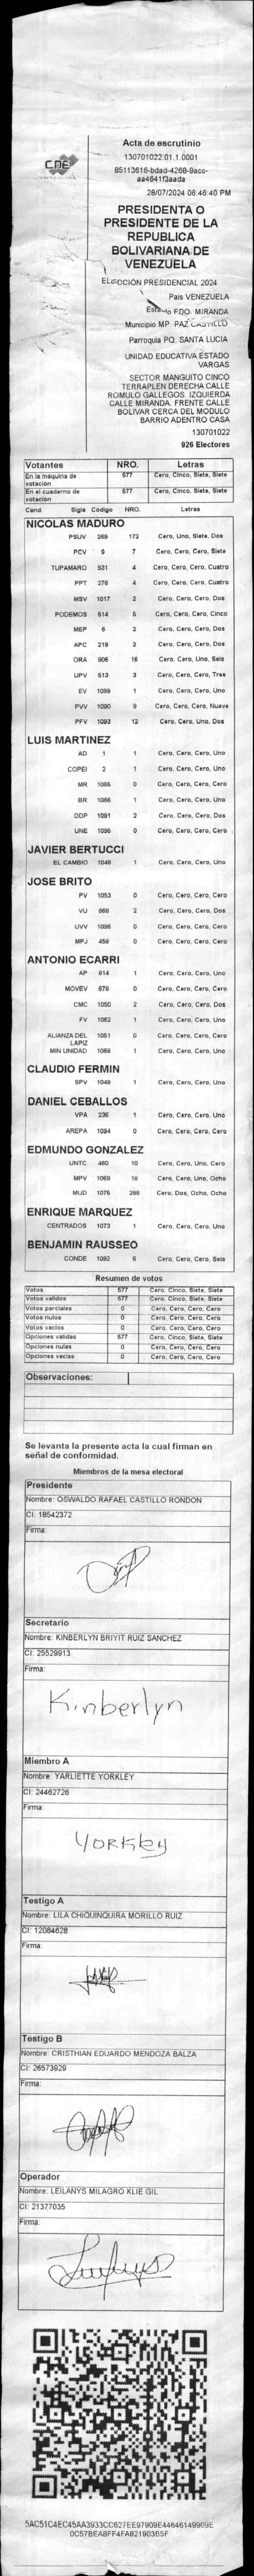 CNE
Acta de escrutinio
130701022.01.1.0001
85113616-bdad-4268-9acc-
aa4641f3aada
28/07/2024 06:46:40 PM
PRESIDENTA O
PRESIDENTE DE LA
REPUBLICA
BOLIVARIANA DE
VENEZUELA
ELECCIÓN PRESIDENCIAL 2024
Pais VENEZUELA
Estado EDO. MIRANDA
Municipio MP. PAZ CASTILLO
Parroquia PQ. SANTA LUCIA
UNIDAD EDUCATIVA ESTADO
VARGAS
SECTOR MANGUITO CINCO
TERRAPLEN DERECHA CALLE
ROMULO GALLEGOS. IZQUIERDA
CALLE MIRANDA. FRENTE CALLE
BOLIVAR CERCA DEL MODULO
BARRIO ADENTRO CASA
130701022
926 Electores
Votantes NRO. Letras
En la máquina de votación 577 Cero, Cinco, Siete, Siete
En el cuaderno de votación 577 Cero, Cinco, Siete, Siete
Cand. Sigla Código NRO. Letras
NICOLAS MADURO
PSUV 269 172 Cero, Uno, Siete, Dos
PCV 9 7 Cero, Cero, Cero, Siete
TUPAMARO 931 4 Cero, Cero, Cero, Cuatro
PPT 276 4 Cero, Cero, Cero, Cuatro
MSV 1017 2 Cero, Cero, Cero, Dos
PODEMOS 514 5 Cero, Cero, Cero, Cinco
MEP 6 2 Cero, Cero, Cero, Dos
APC 219 2 Cero, Cero, Cero, Dos
ORA 906 16 Cero, Cero, Uno, Seis
UPV 513 3 Cero, Cero, Cero, Tres
EV 1089 1 Cero, Cero, Cero, Uno
PVV 1090 9 Cero, Cero, Cero, Nueve
PFV 1093 12 Cero, Cero, Uno, Dos
LUIS MARTINEZ
AD 1 1 Cero, Cero, Cero, Uno
COPEI 2 1 Cero, Cero, Cero, Uno
MR 1065 0 Cero, Cero, Cero, Cero
BR 1066 1 Cero, Cero, Cero, Uno
DDP 1091 2 Cero, Cero, Cero, Dos
UNE 1095 0 Cero, Cero, Cero, Cero
JAVIER BERTUCCI
EL CAMBIO 1048 1 Cero, Cero, Cero, Uno
JOSE BRITO
PV 1053 0 Cero, Cero, Cero, Cero
VU 868 2 Cero, Cero, Cero, Dos
UVV 1096 0 Cero, Cero, Cero, Cero
MPJ 458 0 Cero, Cero, Cero, Cero
ANTONIO ECARRI
AP 814 1 Cero, Cero, Cero, Uno
MOVEV 878 0 Cero, Cero, Cero, Cero
CMC 1050 2 Cero, Cero, Cero, Dos
FV 1062 1 Cero, Cero, Cero, Uno
ALIANZA DEL LAPIZ 1051 0 Cero, Cero, Cero, Cero
MIN UNIDAD 1068 1 Cero, Cero, Cero, Uno
CLAUDIO FERMIN
SPV 1049 1 Cero, Cero, Cero, Uno
DANIEL CEBALLOS
VPA 236 1 Cero, Cero, Cero, Uno
AREPA 1094 0 Cero, Cero, Cero, Cero
EDMUNDO GONZALEZ
UNTC 460 10 Cero, Cero, Uno, Cero
MPV 1069 18 Cero, Cero, Uno, Ocho
MUD 1075 288 Cero, Dos, Ocho, Ocho
ENRIQUE MARQUEZ
CENTRADOS 1073 1 Cero, Cero, Cero, Uno
BENJAMIN RAUSSEO
CONDE 1092 6 Cero, Cero, Cero, Seis
Resumen de votos
Votos 577 Cero, Cinco, Siete, Siete
Votos validos 577 Cero, Cinco, Siete, Siete
Votos parciales 0 Cero, Cero, Cero, Cero
Votos nulos 0 Cero, Cero, Cero, Cero
Votos vacios 0 Cero, Cero, Cero, Cero
Opciones validas 577 Cero, Cinco, Siete, Siete
Opciones nulas 0 Cero, Cero, Cero, Cero
Opciones vacias 0 Cero, Cero, Cero, Cero
Observaciones:
Se levanta la presente acta la cual firman en
señal de conformidad.
Miembros de la mesa electoral
Presidente
Nombre: OSWALDO RAFAEL CASTILLO RONDON
CI: 18542372
Firma:
Secretario
Nombre: KINBERLYN BRIYIT RUIZ SANCHEZ
CI: 25529913
Firma:
Kinberlyn
Miembro A
Nombre: YARLIETTE YORKLEY
CI: 24462726
Firma:
Yorkley
Testigo A
Nombre: LILA CHIQUINQUIRA MORILLO RUIZ
CI: 12084628
Firma:
Testigo B
Nombre: CRISTHIAN EDUARDO MENDOZA BALZA
CI: 26573929
Firma:
Operador
Nombre: LEILANYS MILAGRO KLIE GIL
CI: 21377035
Firma:
5AC51C4EC45AA3933CC627EE97909E44646149909E
0C57BEA8FF4FA821903B5F